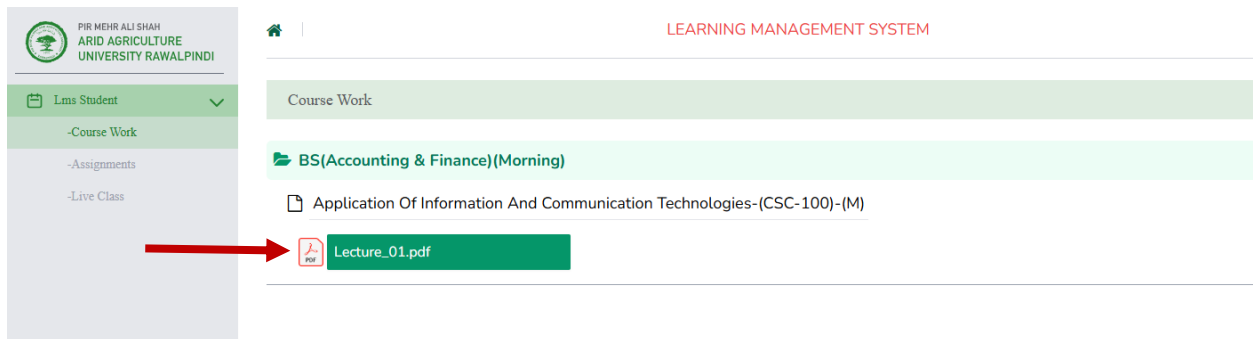 PIR MEHR ALI SHAH
ARID AGRICULTURE
UNIVERSITY RAWALPINDI
LEARNING MANAGEMENT SYSTEM
Lms Student
-Course Work
-Assignments
-Live Class
Course Work
BS(Accounting & Finance)(Morning)
Application Of Information And Communication Technologies-(CSC-100)-(M)
PDF
Lecture_01.pdf